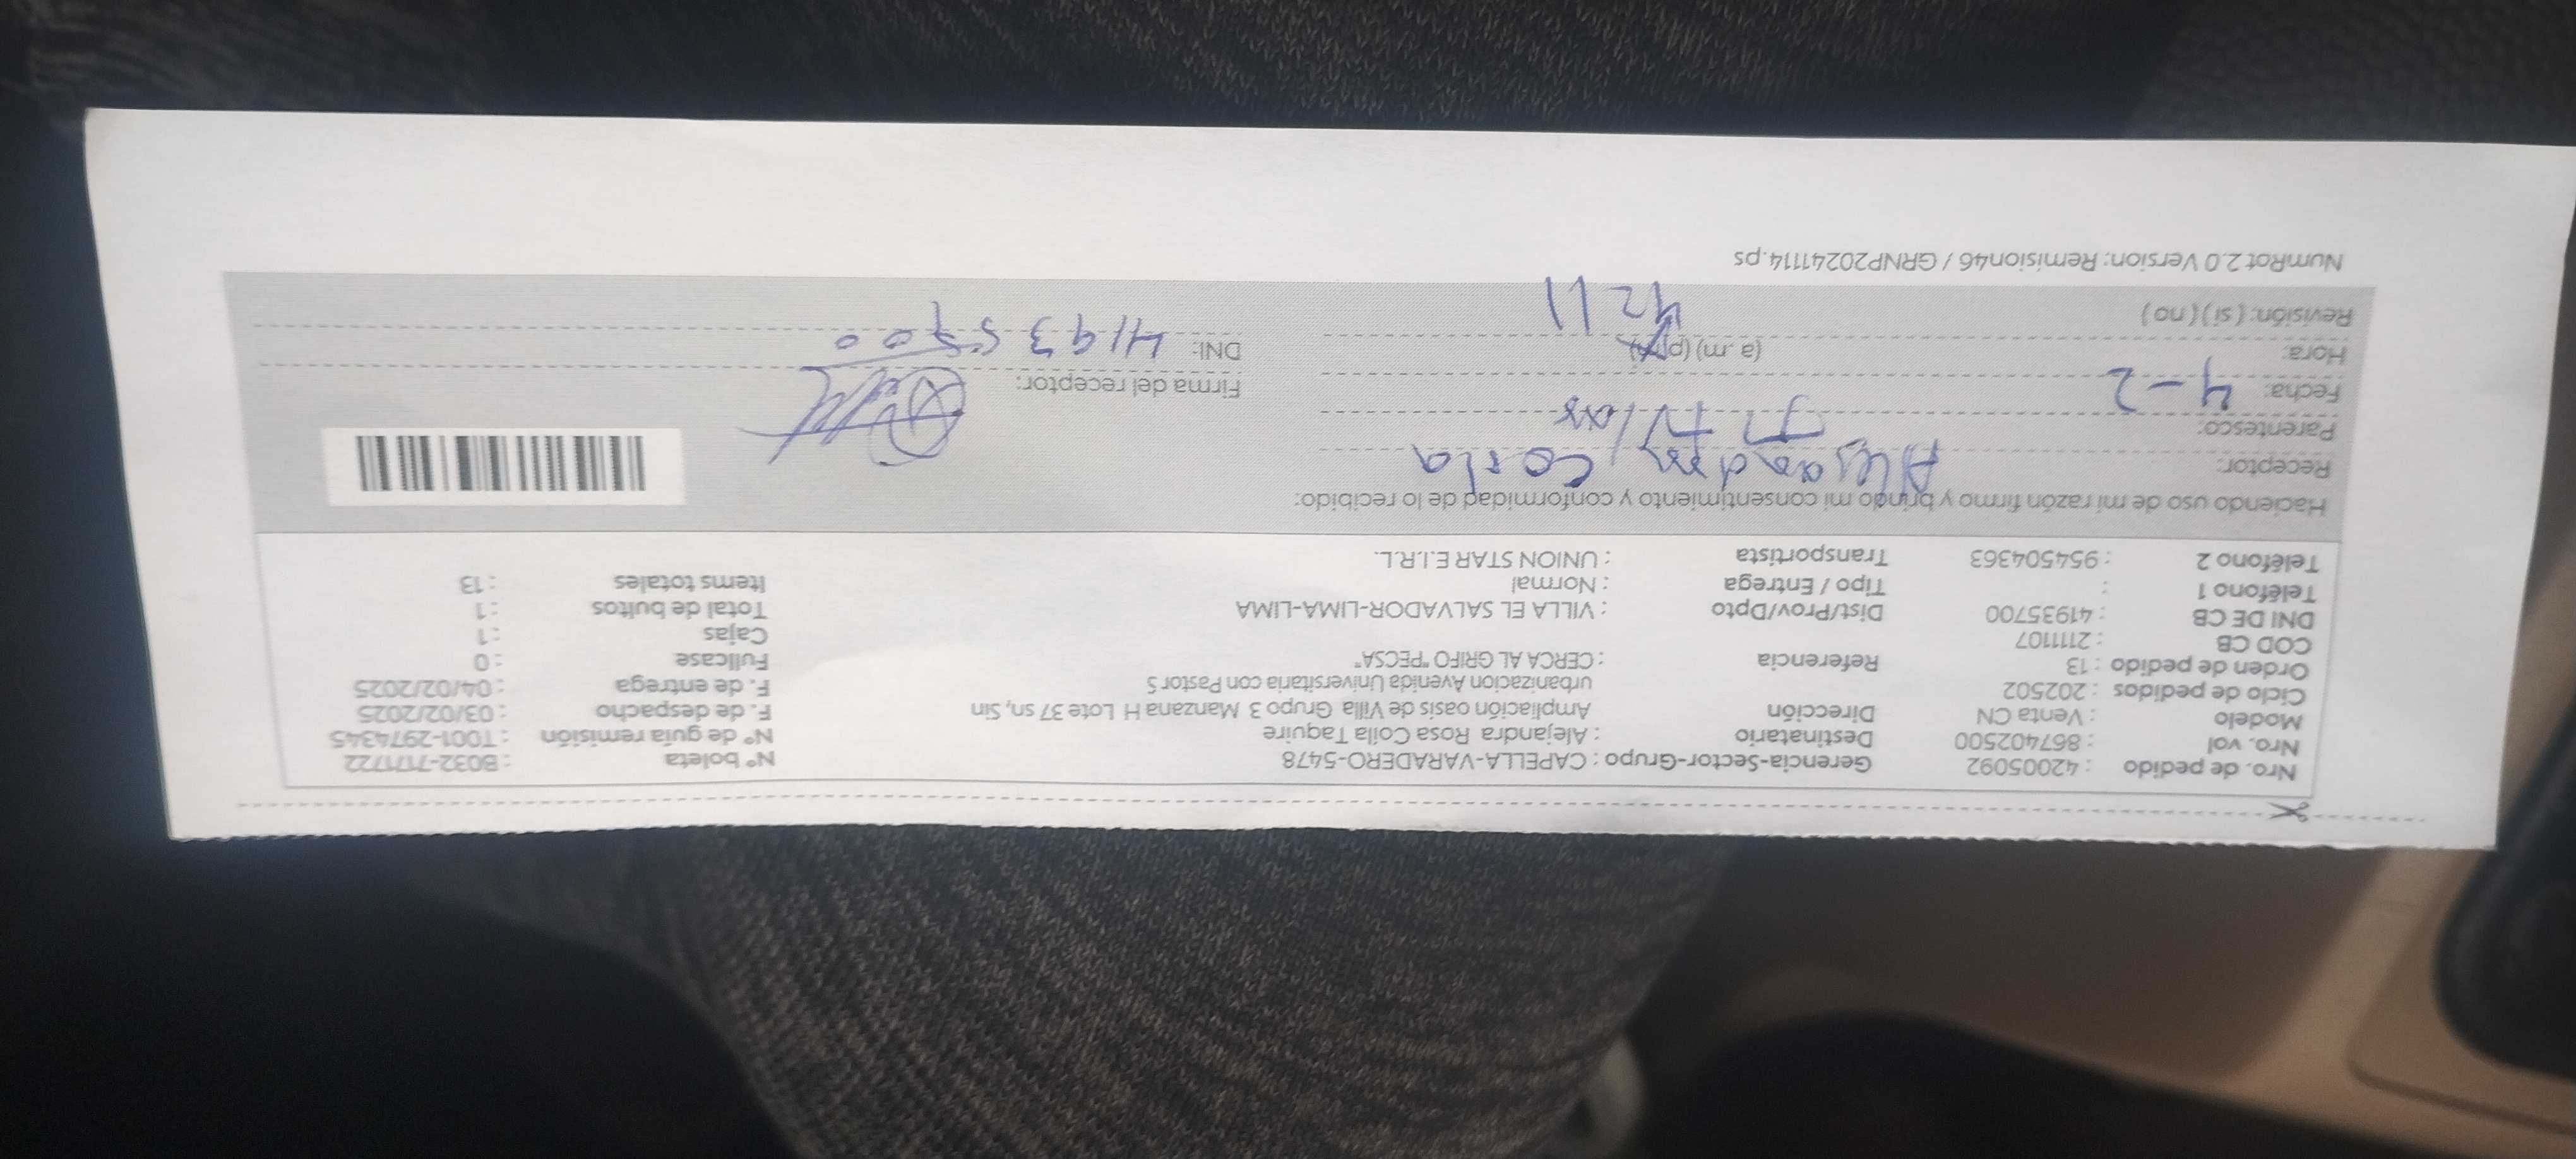 Nro. de pedido : 42005092 Gerencia-Sector-Grupo : CAPELLA-VARADERO-5478 N° boleta : B032-7171722
Nro. vol : 867402500 Destinatario : Alejandra Rosa Colla Taquire N° de guía remisión : T001-2974345
Modelo : Venta CN Dirección Ampliación oasis de Villa Grupo 3 Manzana H Lote 37 sn, Sin F. de despacho : 03/02/2025
Ciclo de pedidos : 202502 urbanizacion Avenida Universitaria con Pastor S F. de entrega : 04/02/2025
Orden de pedido : 13 Referencia : CERCA AL GRIFO "PECSA" Fullcase : 0
COD CB : 2111107 Cajas : 1
DNI DE CB : 41935700 Dist/Prov/Dpto : VILLA EL SALVADOR-LIMA-LIMA Total de bultos : 1
Teléfono 1 : Tipo / Entrega : Normal Items totales : 13
Teléfono 2 : 954504363 Transportista : UNION STAR E.I.R.L.
Haciendo uso de mi razón firmo y brindo mi consentimiento y conformidad de lo recibido:
Receptor:
Parentesco:
Fecha: 4-2 Firma del receptor:
Hora: (a .m) (p.m) DNI:
Revisión: ( si ) ( no ) 4211
NumRot 2.0 Version: Remision46 / GRNP20241114.ps